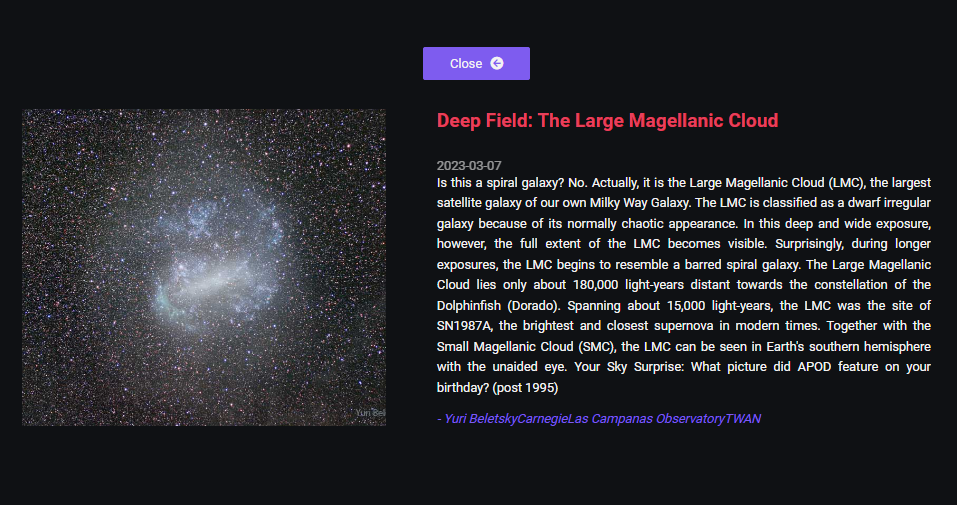 Close
Deep Field: The Large Magellanic Cloud
2023-03-07
Is this a spiral galaxy? No. Actually, it is the Large Magellanic Cloud (LMC), the largest
satellite galaxy of our own Milky Way Galaxy. The LMC is classified as a dwarf irregular
galaxy because of its normally chaotic appearance. In this deep and wide exposure,
however, the full extent of the LMC becomes visible. Surprisingly, during longer
exposures, the LMC begins to resemble a barred spiral galaxy. The Large Magellanic
Cloud lies only about 180,000 light-years distant towards the constellation of the
Dolphinfish (Dorado). Spanning about 15,000 light-years, the LMC was the site of
SN1987A, the brightest and closest supernova in modern times. Together with the
Small Magellanic Cloud (SMC), the LMC can be seen in Earth's southern hemisphere
with the unaided eye. Your Sky Surprise: What picture did APOD feature on your
birthday? (post 1995)
- Yuri BeletskyCarnegieLas Campanas ObservatoryTWAN
Yuri Bel